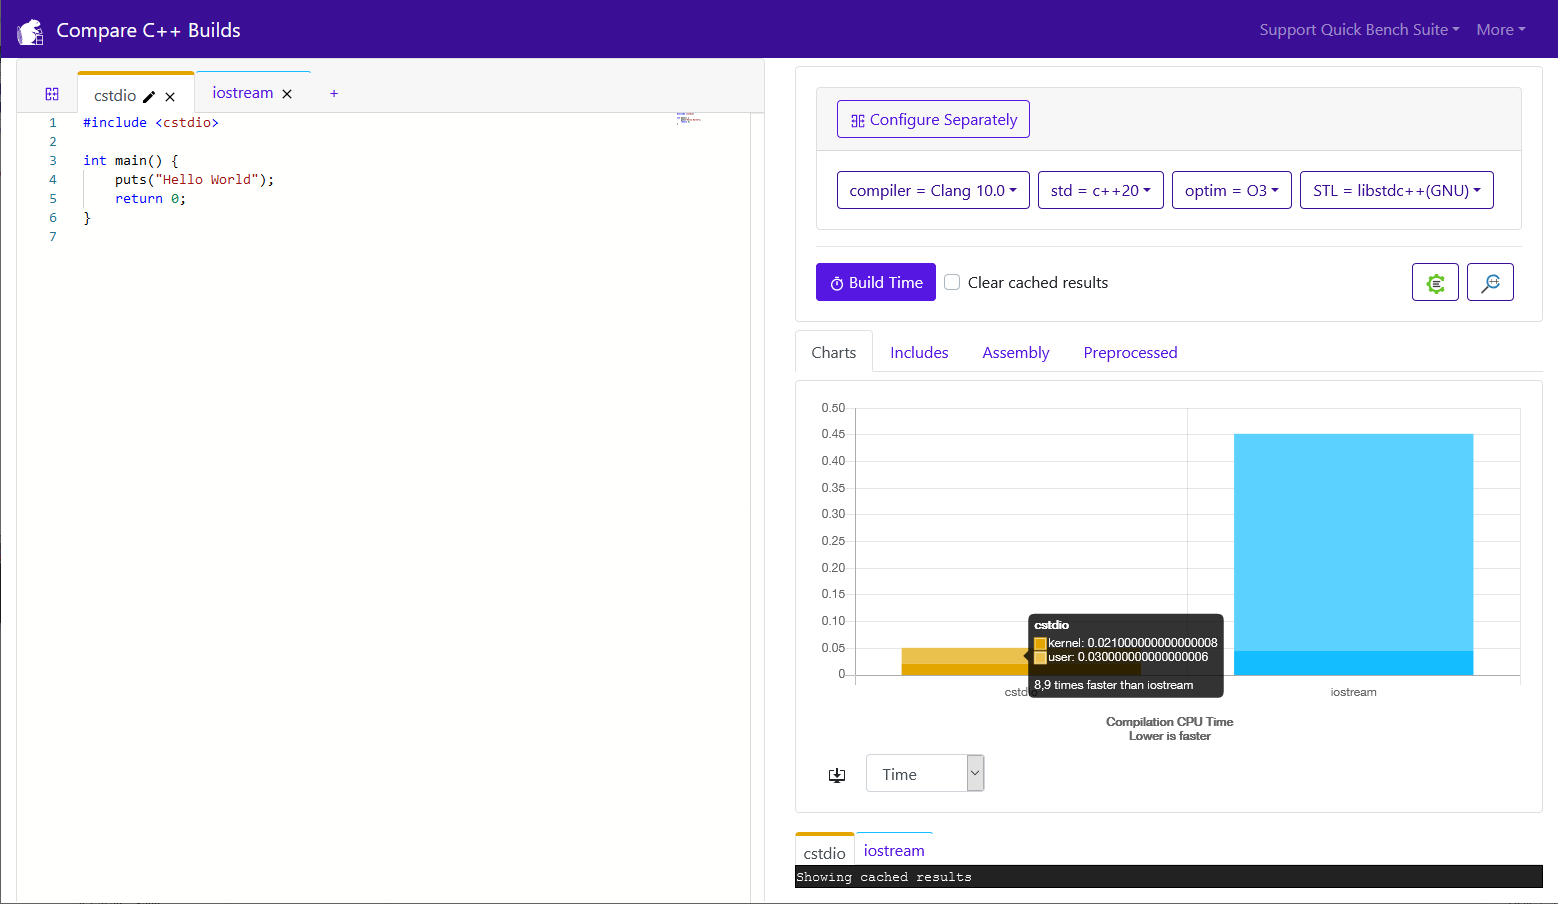 Compare C++ Builds
Support Quick Bench Suite
More
cstdio
iostream
+
1 #include <cstdio>
2
3 int main() {
4 puts("Hello World");
5 return 0;
6 }
7
Configure Separately
compiler = Clang 10.0
std = c++20
optim = O3
STL = libstdc++(GNU)
Build Time
Clear cached results
Charts
Includes
Assembly
Preprocessed
0.50
0.45
0.40
0.35
0.30
0.25
0.20
0.15
0.10
0.05
0
cstdio
kernel: 0.021000000000000008
user: 0.030000000000000006
8,9 times faster than iostream
cstd
iostream
Compilation CPU Time
Lower is faster
Time
cstdio
iostream
Showing cached results